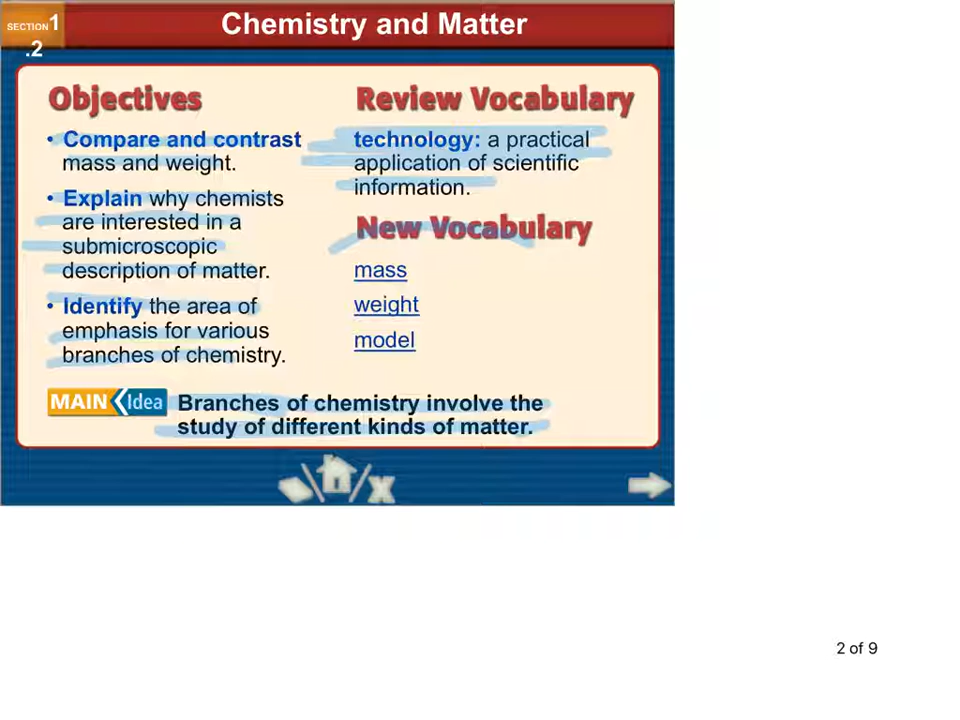 SECTION 1
.2
Chemistry and Matter
Objectives
• Compare and contrast
mass and weight.
• Explain why chemists
are interested in a
submicroscopic
description of matter.
• Identify the area of
emphasis for various
branches of chemistry.
Review Vocabulary
technology: a practical
application of scientific
information.
New Vocabulary
mass
weight
model
MAIN Idea
Branches of chemistry involve the
study of different kinds of matter.
X
2 of 9